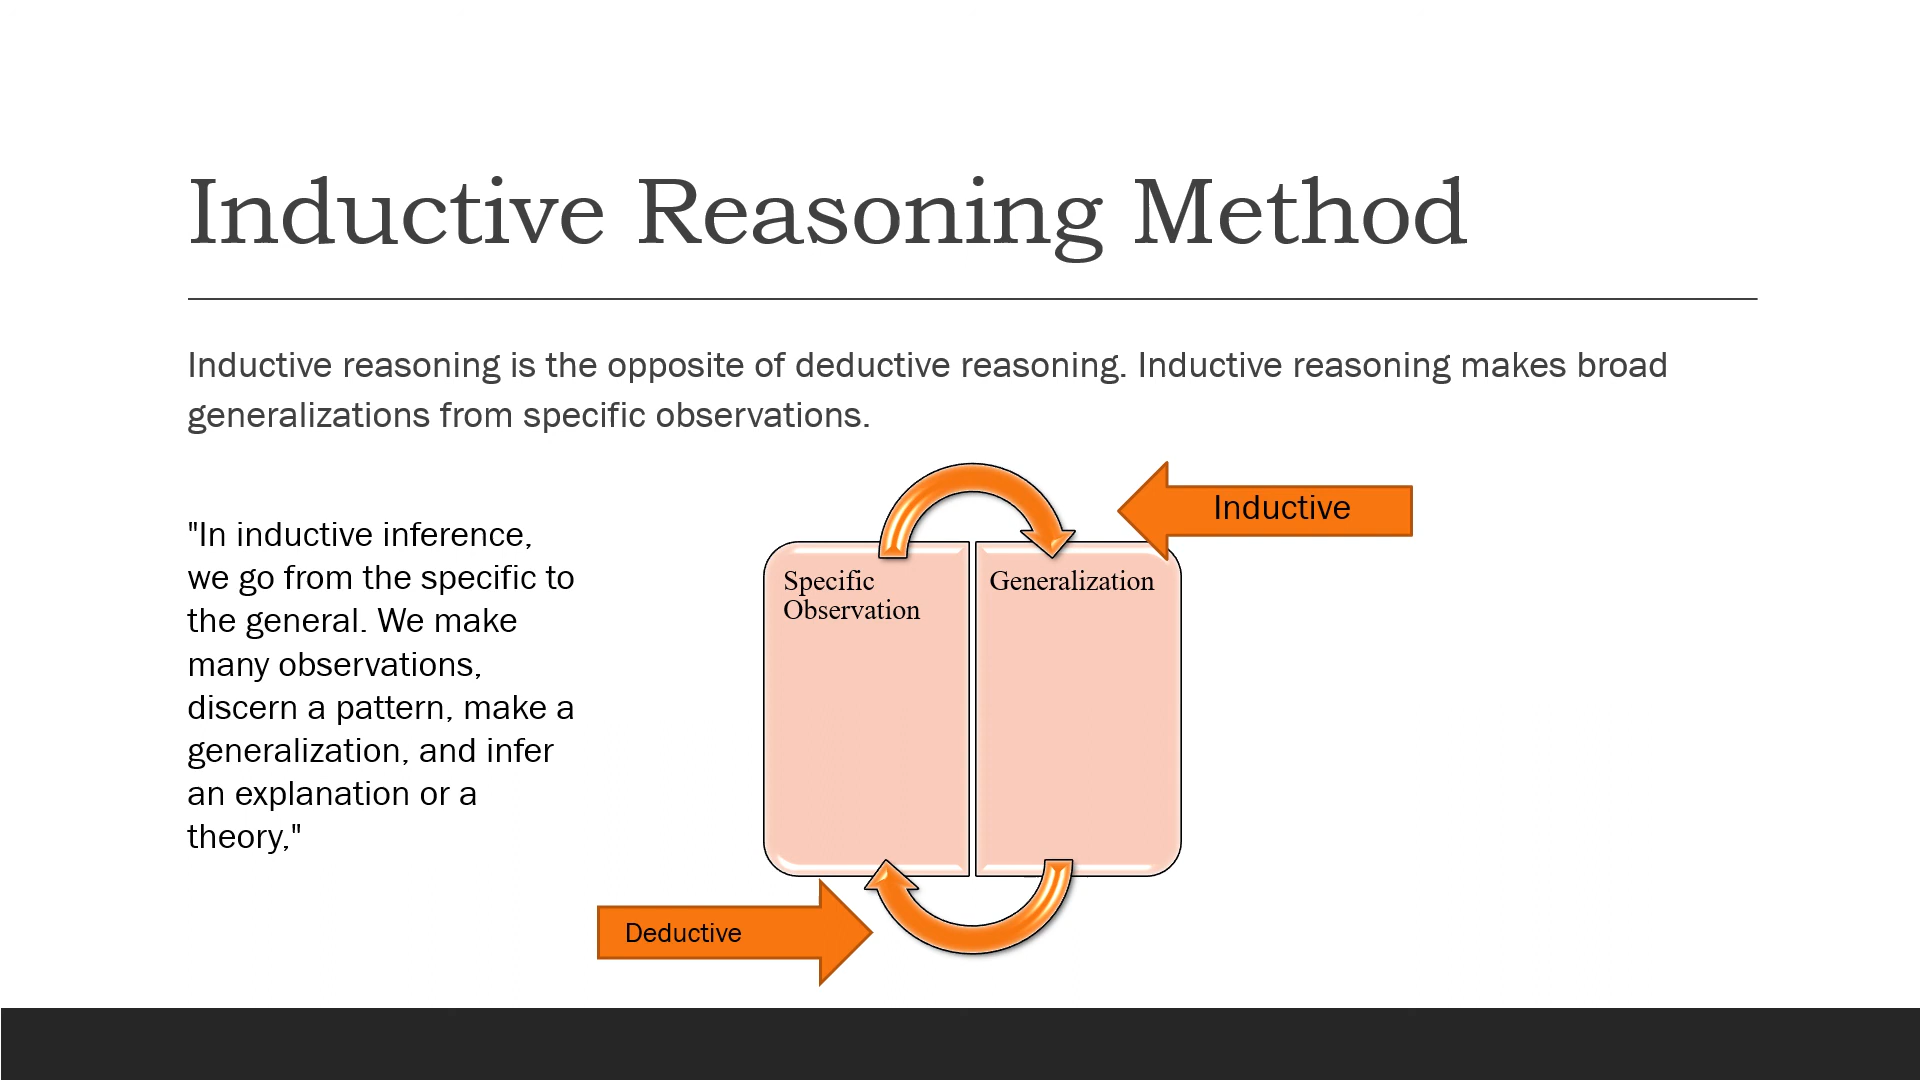 Inductive Reasoning Method
Inductive reasoning is the opposite of deductive reasoning. Inductive reasoning makes broad
generalizations from specific observations.
"In inductive inference,
we go from the specific to
the general. We make
many observations,
discern a pattern, make a
generalization, and infer
an explanation or a
theory,"
Inductive
Specific
Observation
Generalization
Deductive